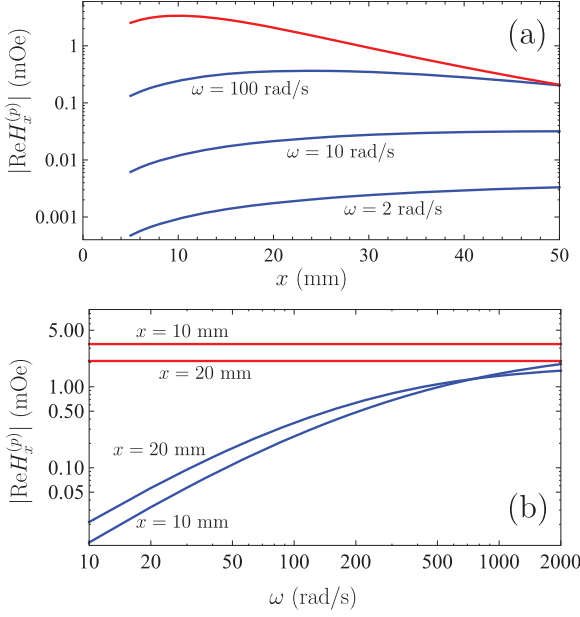 |ReH_x^(p)| (mOe)
1
0.1
0.01
0.001
(a)
ω = 100 rad/s
ω = 10 rad/s
ω = 2 rad/s
0 10 20 30 40 50
x (mm)
|ReH_x^(p)| (mOe)
5.00
1.00
0.50
0.10
0.05
x = 10 mm
x = 20 mm
x = 20 mm
x = 10 mm
(b)
10 20 50 100 200 500 1000 2000
ω (rad/s)